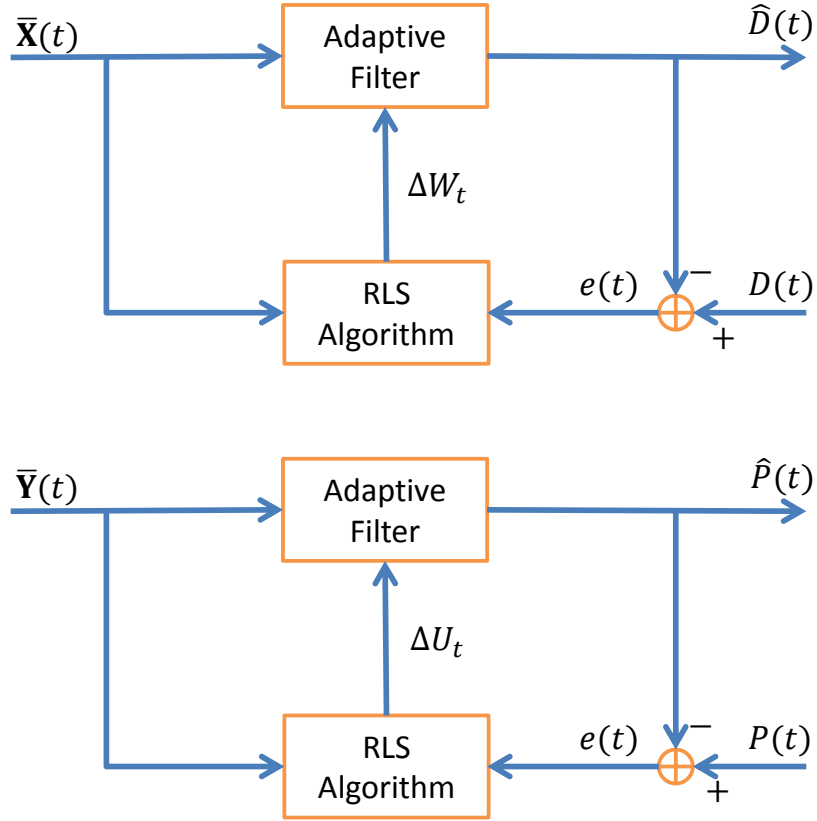 X̄(t)
Adaptive
Filter
D̂(t)
ΔW_t
RLS
Algorithm
e(t)
−
D(t)
+
Ȳ(t)
Adaptive
Filter
P̂(t)
ΔU_t
RLS
Algorithm
e(t)
−
P(t)
+